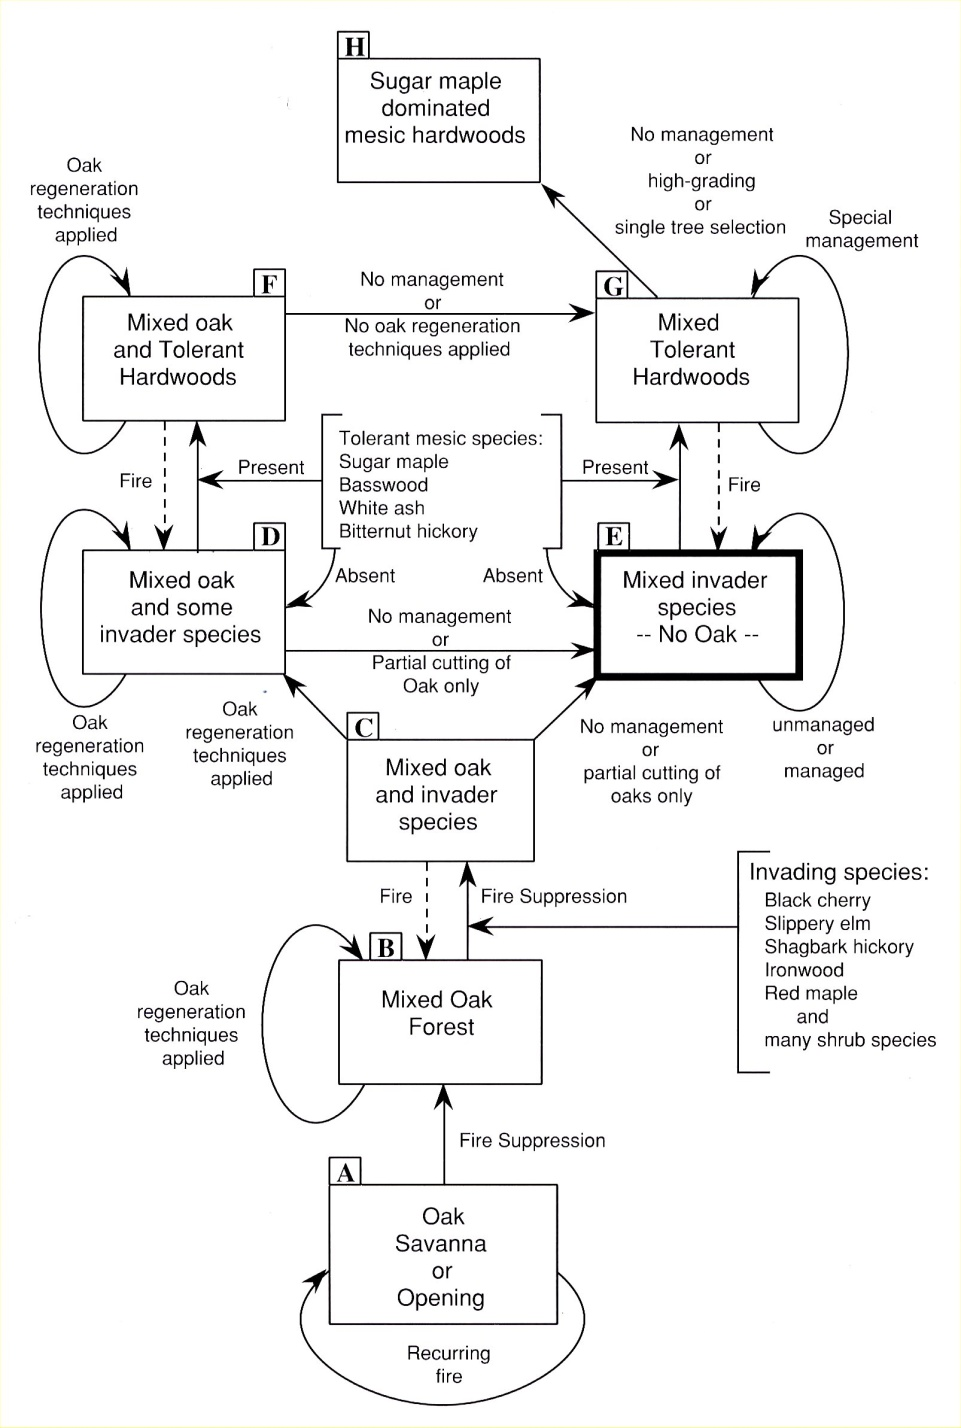 H
Sugar maple
dominated
mesic hardwoods
No management
or
high-grading
or
single tree selection
Oak
regeneration
techniques
applied
Special
management
F
Mixed oak
and Tolerant
Hardwoods
No management
or
No oak regeneration
techniques applied
G
Mixed
Tolerant
Hardwoods
Fire
Present
Tolerant mesic species:
Sugar maple
Basswood
White ash
Bitternut hickory
Present
Fire
Absent
Absent
D
Mixed oak
and some
invader species
No management
or
Partial cutting of
Oak only
E
Mixed invader
species
-- No Oak --
Oak
regeneration
techniques
applied
Oak
regeneration
techniques
applied
No management
or
partial cutting of
oaks only
unmanaged
or
managed
C
Mixed oak
and invader
species
Fire
Fire Suppression
Invading species:
Black cherry
Slippery elm
Shagbark hickory
Ironwood
Red maple
and
many shrub species
B
Mixed Oak
Forest
Oak
regeneration
techniques
applied
Fire Suppression
A
Oak
Savanna
or
Opening
Recurring
fire